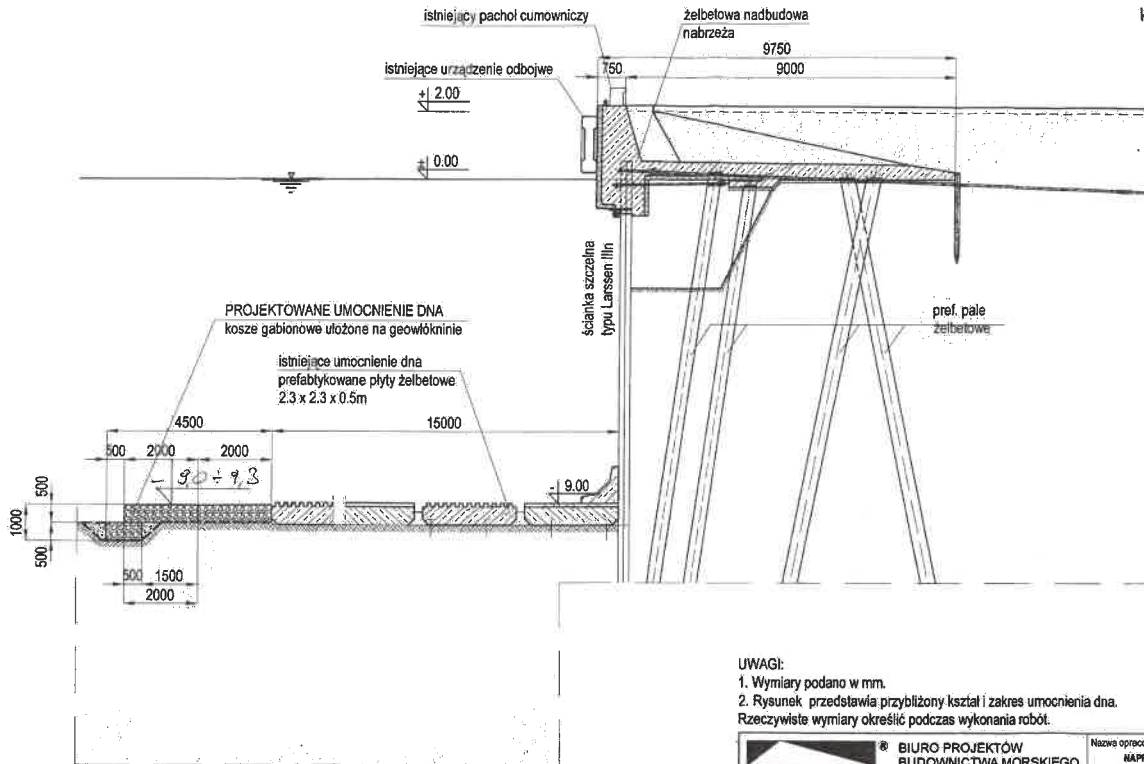 istniejący pachoł cumowniczy
żelbetowa nadbudowa
nabrzeża
9750
750
9000
istniejące urządzenie odbojwe
+ 2.00
+ 0.00
ścianka szczelna
typu Larssen IIIn
PROJEKTOWANE UMOCNIENIE DNA
kosze gabionowe ułożone na geowłókninie
istniejące umocnienie dna
prefabtykowane płyty żelbetowe
2.3 x 2.3 x 0.5m
pref. pale
żelbetowe
4500
15000
500
2000
2000
- 9,0 ÷ 9,3
- 9.00
500
1000
500
500
1500
2000
UWAGI:
1. Wymiary podano w mm.
2. Rysunek przedstawia przybliżony kształ i zakres umocnienia dna.
Rzeczywiste wymiary określić podczas wykonania robót.
® BIURO PROJEKTÓW
BUDOWNICTWA MORSKIEGO
Nazwa